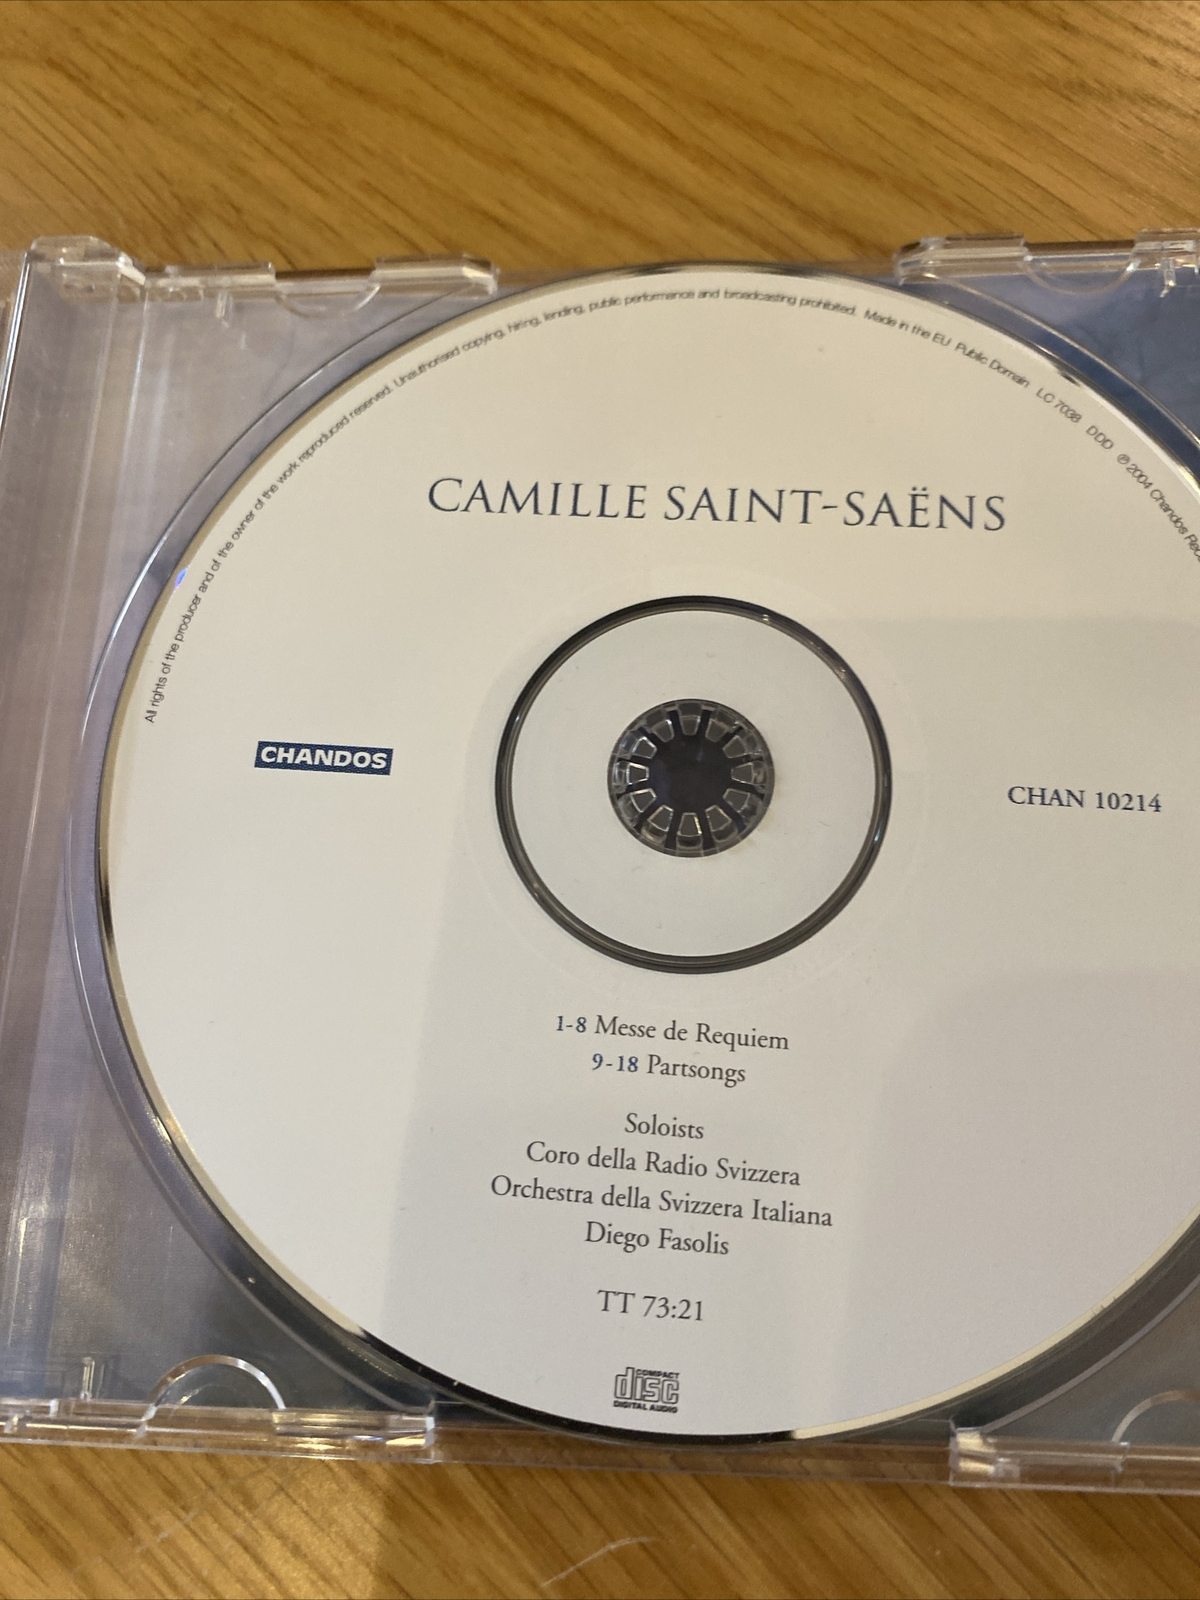 All rights of the producer and of the owner of the work reproduced reserved. Unauthorised copying, hiring, lending, public performance and broadcasting prohibited. Made in the EU Public Domain LC 7038 DDD ℗ 2004 Chandos
CAMILLE SAINT-SAËNS
CHANDOS
CHAN 10214
1-8 Messe de Requiem
9-18 Partsongs
Soloists
Coro della Radio Svizzera
Orchestra della Svizzera Italiana
Diego Fasolis
TT 73:21
COMPACT
disc
DIGITAL AUDIO